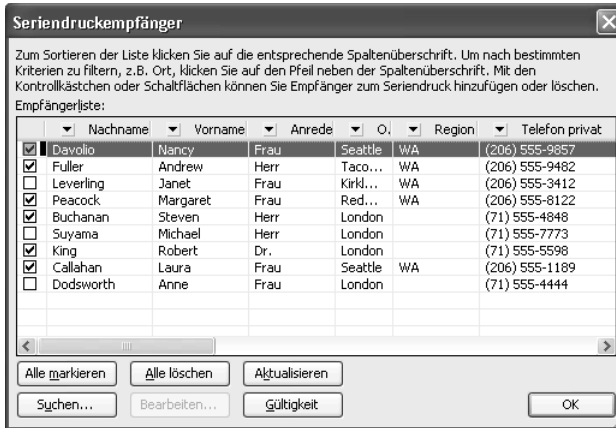 Seriendruckempfänger
Zum Sortieren der Liste klicken Sie auf die entsprechende Spaltenüberschrift. Um nach bestimmten
Kriterien zu filtern, z.B. Ort, klicken Sie auf den Pfeil neben der Spaltenüberschrift. Mit den
Kontrollkästchen oder Schaltflächen können Sie Empfänger zum Seriendruck hinzufügen oder löschen.
Empfängerliste:
Nachname Vorname Anrede O. Region Telefon privat
Davolio Nancy Frau Seattle WA (206) 555-9857
Fuller Andrew Herr Taco... WA (206) 555-9482
Leverling Janet Frau Kirkl... WA (206) 555-3412
Peacock Margaret Frau Red... WA (206) 555-8122
Buchanan Steven Herr London (71) 555-4848
Suyama Michael Herr London (71) 555-7773
King Robert Dr. London (71) 555-5598
Callahan Laura Frau Seattle WA (206) 555-1189
Dodsworth Anne Frau London (71) 555-4444
Alle markieren Alle löschen Aktualisieren
Suchen... Bearbeiten... Gültigkeit OK